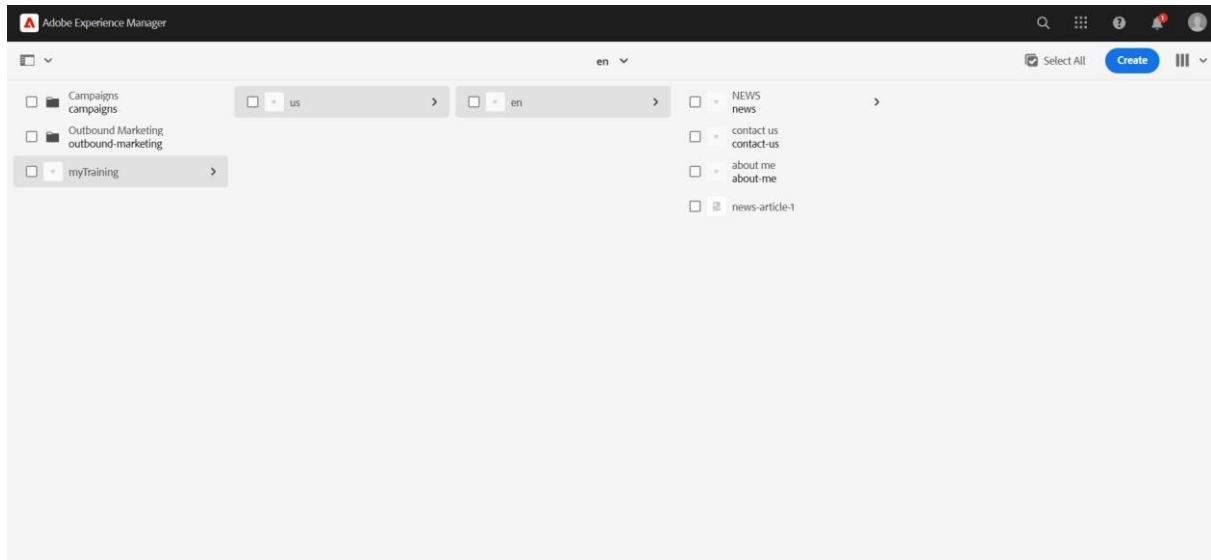 Adobe Experience Manager
1
en
Select All
Create
Campaigns
campaigns
Outbound Marketing
outbound-marketing
myTraining
us
en
NEWS
news
contact us
contact-us
about me
about-me
news-article-1